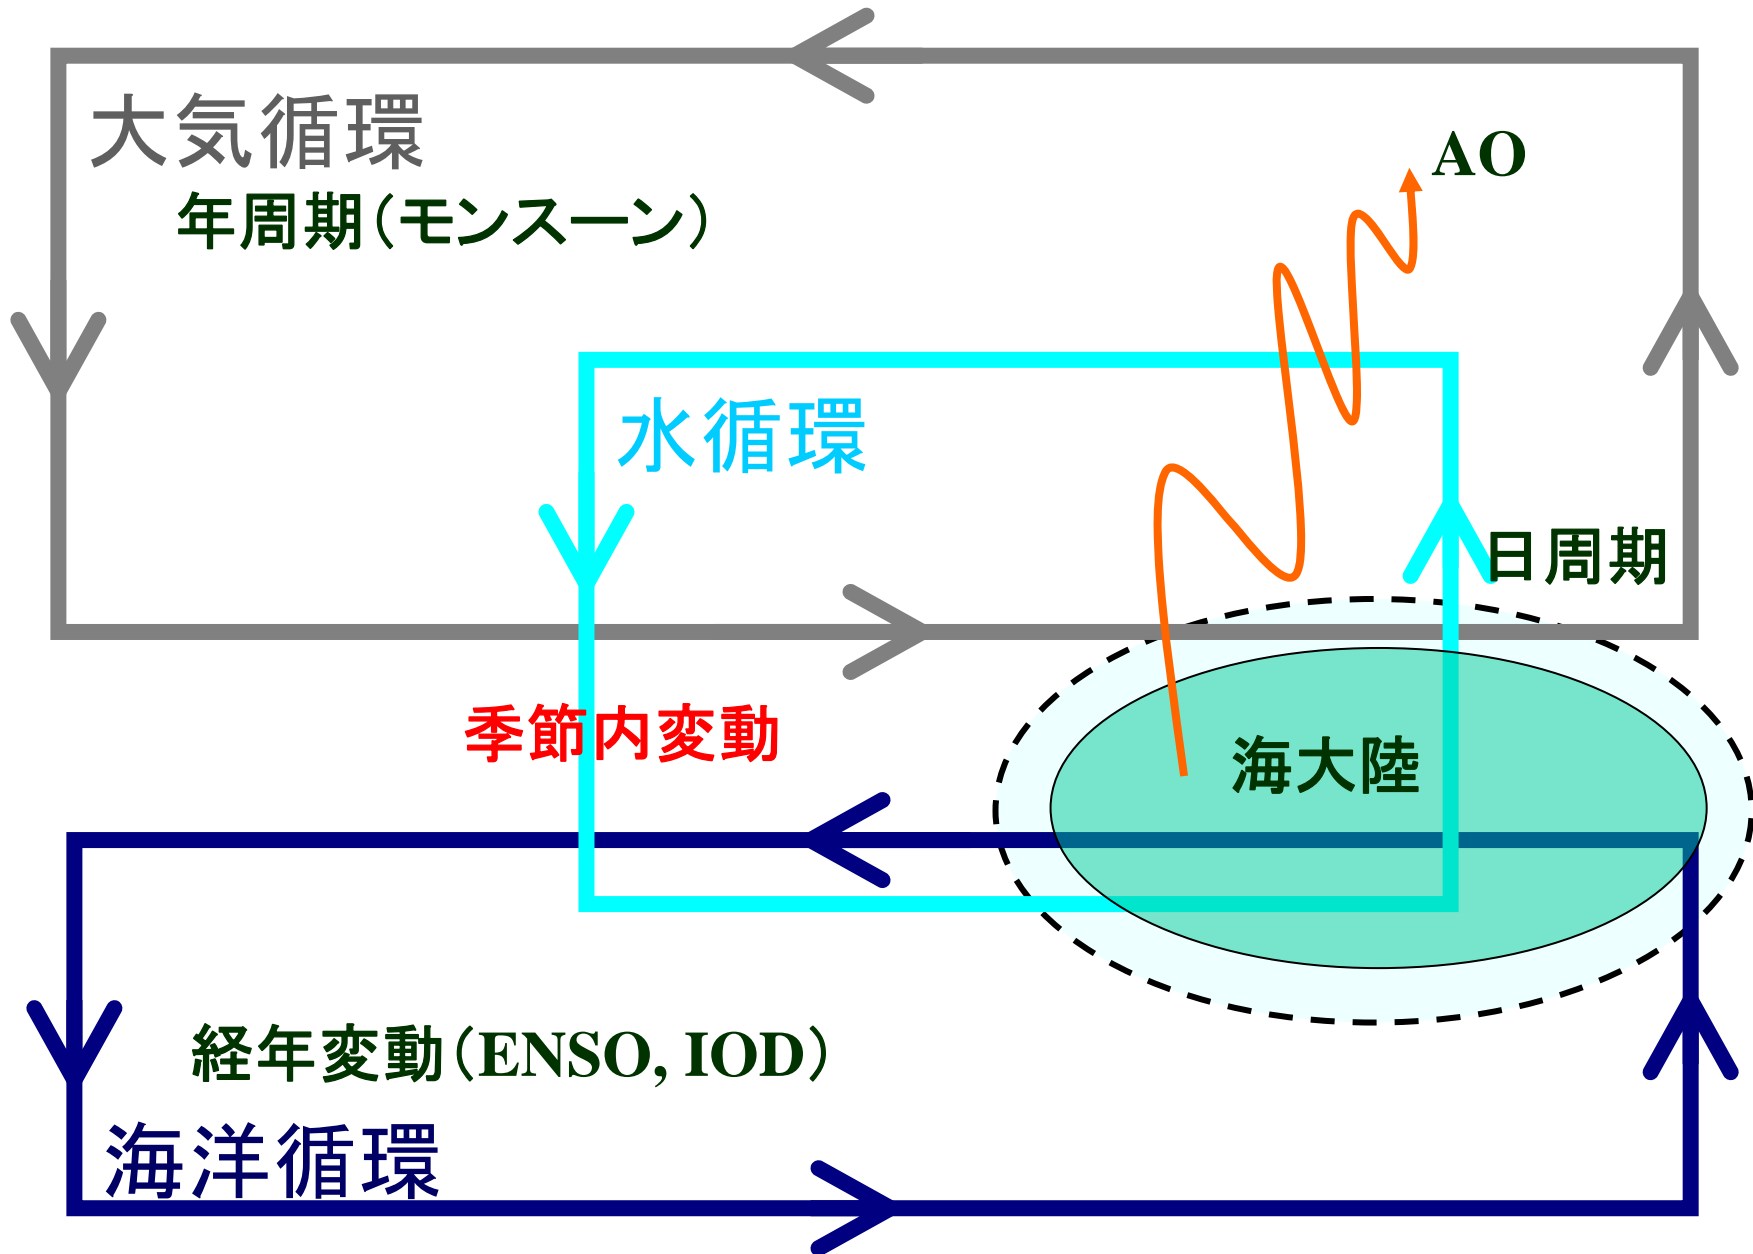 大気循環
AO
年周期（モンスーン）
水循環
日周期
季節内変動
海大陸
経年変動（ENSO, IOD）
海洋循環